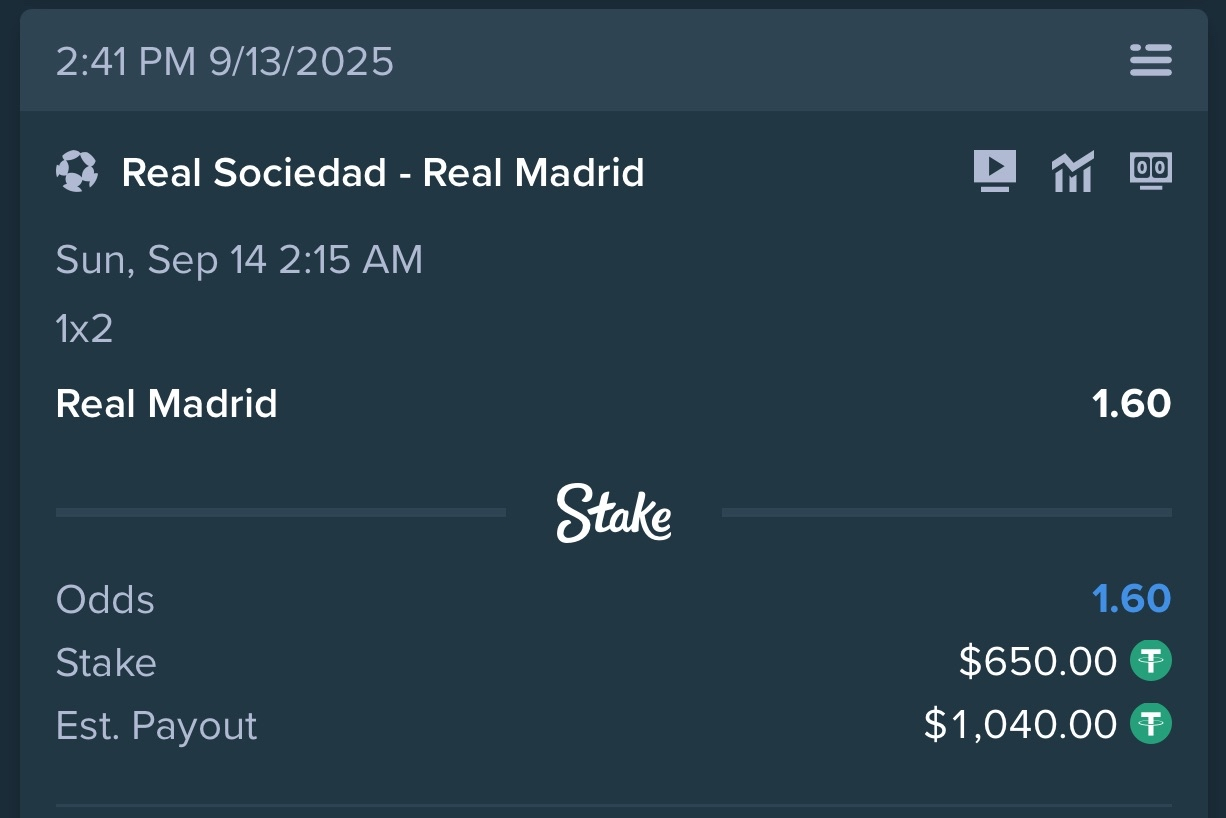 2:41 PM 9/13/2025
Real Sociedad - Real Madrid
00
Sun, Sep 14 2:15 AM
1x2
Real Madrid 1.60
Stake
Odds 1.60
Stake $650.00
Est. Payout $1,040.00